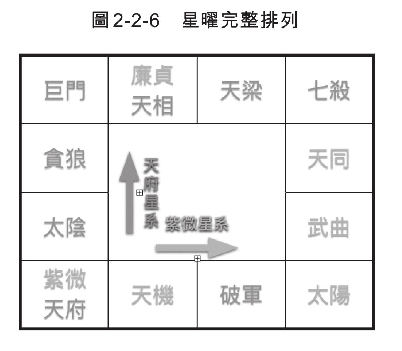 圖2-2-6 星曜完整排列
巨門
廉貞
天相
天梁
七殺
貪狼
天同
天府星系
紫微星系
太陰
武曲
紫微
天府
天機
破軍
太陽